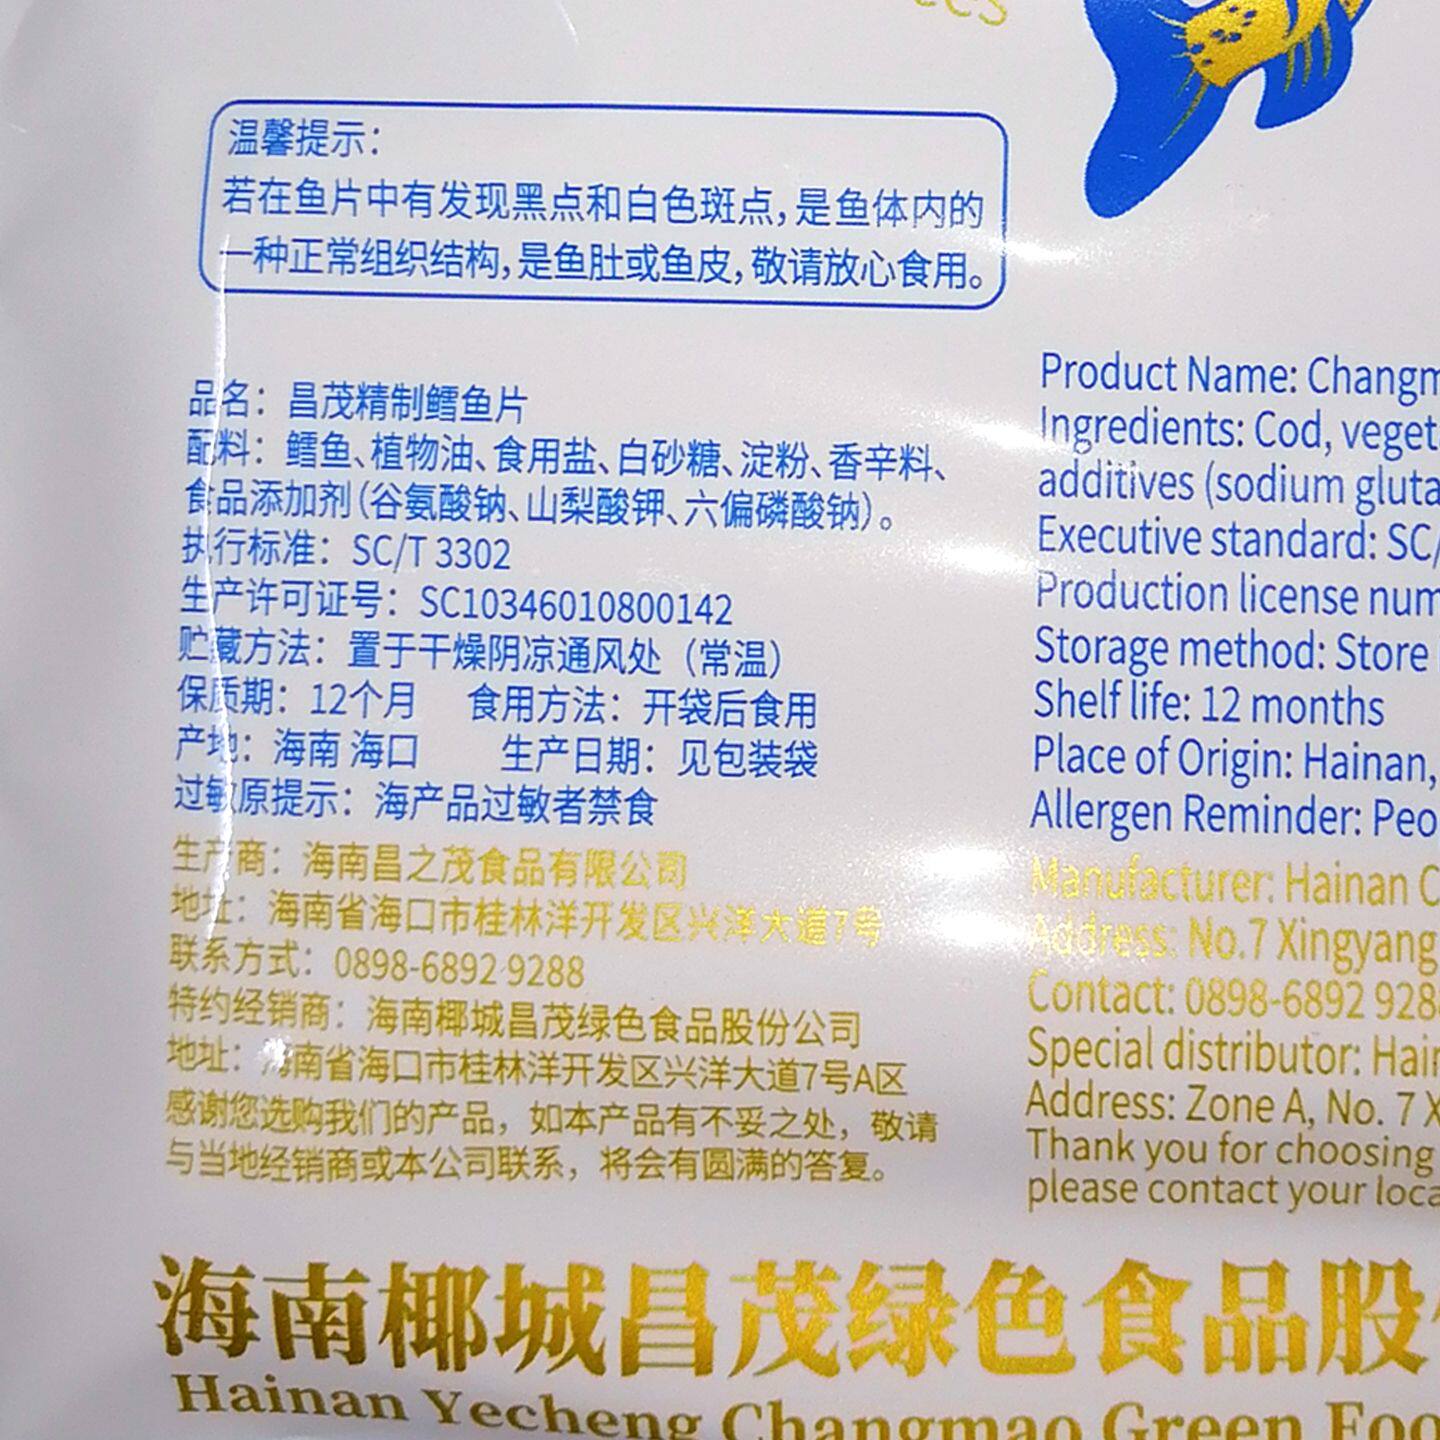 温馨提示：
若在鱼片中有发现黑点和白色斑点，是鱼体内的
一种正常组织结构，是鱼肚或鱼皮，敬请放心食用。
品名：昌茂精制鳕鱼片
配料：鳕鱼、植物油、食用盐、白砂糖、淀粉、香辛料、
食品添加剂（谷氨酸钠、山梨酸钾、六偏磷酸钠）。
执行标准：SC/T 3302
生产许可证号：SC10346010800142
贮藏方法：置于干燥阴凉通风处（常温）
保质期：12个月 食用方法：开袋后食用
产地：海南 海口 生产日期：见包装袋
过敏原提示：海产品过敏者禁食
生产商：海南昌之茂食品有限公司
地址：海南省海口市桂林洋开发区兴洋大道7号
联系方式：0898-6892 9288
特约经销商：海南椰城昌茂绿色食品股份公司
地址：海南省海口市桂林洋开发区兴洋大道7号A区
感谢您选购我们的产品，如本产品有不妥之处，敬请
与当地经销商或本公司联系，将会有圆满的答复。
Product Name: Changm
Ingredients: Cod, veget
additives (sodium gluta
Executive standard: SC/
Production license num
Storage method: Store
Shelf life: 12 months
Place of Origin: Hainan,
Allergen Reminder: Peo
Manufacturer: Hainan C
Address: No.7 Xingyang
Contact: 0898-6892 928
Special distributor: Hain
Address: Zone A, No. 7 X
Thank you for choosing
please contact your loca
海南椰城昌茂绿色食品股
Hainan Yecheng Changmao Green Foo